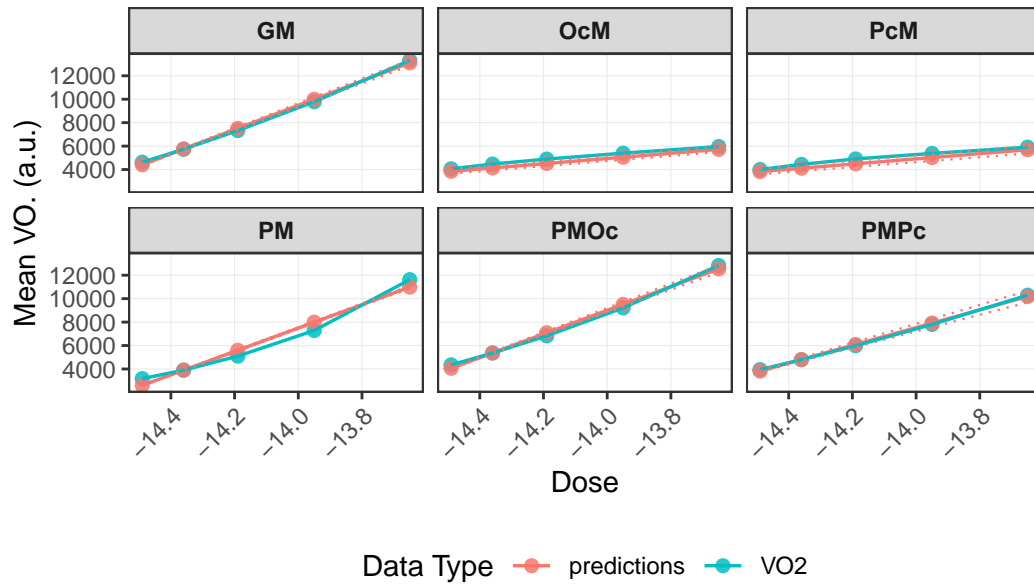 GM OcM PcM
12000
10000
8000
6000
4000
PM PMOc PMPc
12000
10000
8000
6000
4000
−14.4 −14.2 −14.0 −13.8 −14.4 −14.2 −14.0 −13.8 −14.4 −14.2 −14.0 −13.8
Mean VO. (a.u.)
Dose
Data Type predictions VO2